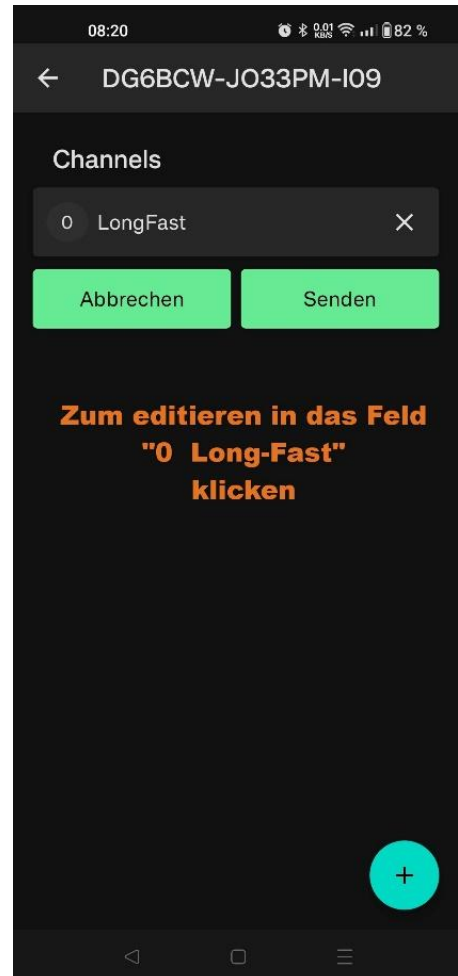 08:20 0.01 KB/S 82 %
DG6BCW-JO33PM-I09
Channels
0 LongFast
Abbrechen Senden
Zum editieren in das Feld
"0 Long-Fast"
klicken
+